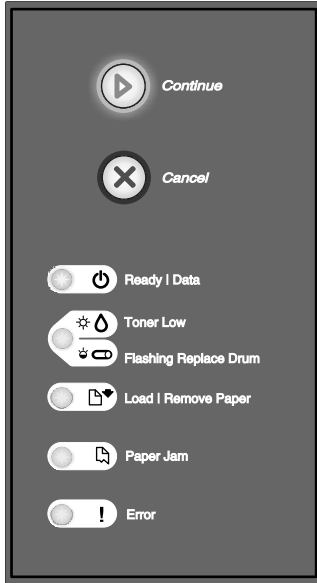 Continue
Cancel
Ready | Data
Toner Low
Flashing Replace Drum
Load | Remove Paper
Paper Jam
! Error